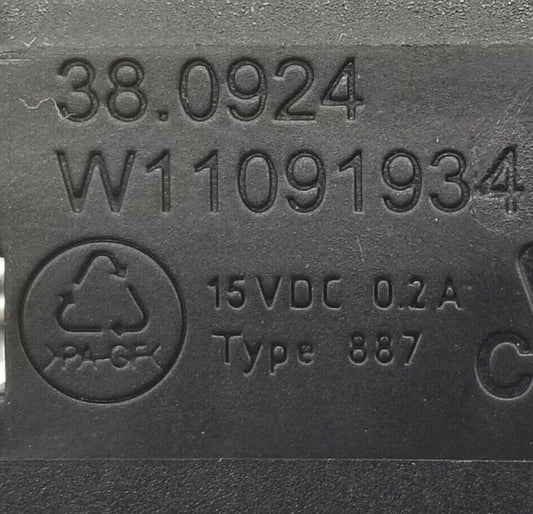 38.0924
W11091934
15VDC 0.2A
Type 887
>PA-GF<
C